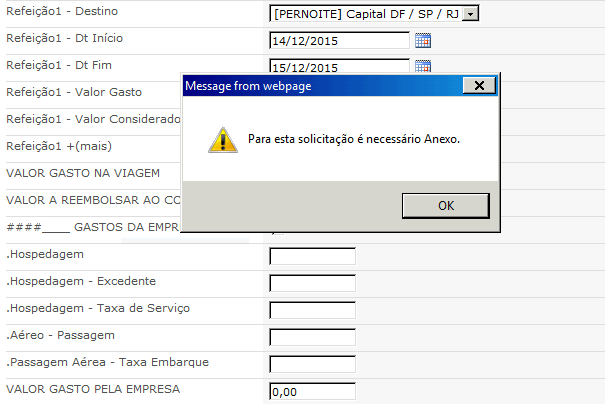 Refeição1 - Destino
[PERNOITE] Capital DF / SP / RJ
Refeição1 - Dt Início
14/12/2015
Refeição1 - Dt Fim
15/12/2015
Message from webpage
Refeição1 - Valor Gasto
Refeição1 - Valor Considerado
Para esta solicitação é necessário Anexo.
Refeição1 +(mais)
VALOR GASTO NA VIAGEM
VALOR A REEMBOLSAR AO CO
OK
####____ GASTOS DA EMPR
.Hospedagem
.Hospedagem - Excedente
.Hospedagem - Taxa de Serviço
.Aéreo - Passagem
.Passagem Aérea - Taxa Embarque
VALOR GASTO PELA EMPRESA
0,00